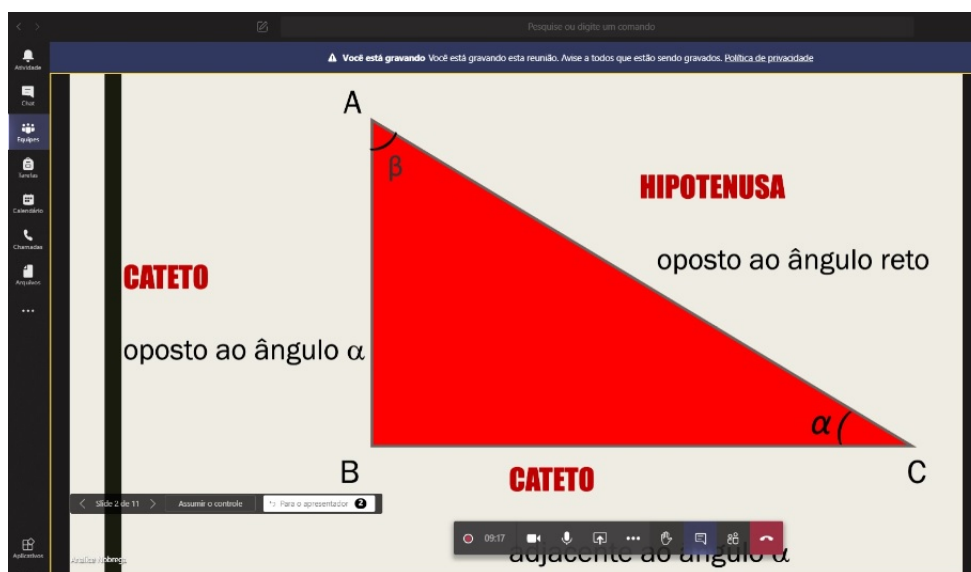 Pesquise ou digite um comando
Você está gravando Você está gravando esta reunião. Avise a todos que estão sendo gravados. Política de privacidade
Atividade
Chat
Equipes
Tarefas
Calendário
Chamadas
Arquivos
Aplicativos
A
β
HIPOTENUSA
oposto ao ângulo reto
CATETO
oposto ao ângulo α
α
B
C
CATETO
adjacente ao ângulo α
Slide 2 de 11
Assumir o controle
Para o apresentador 2
09:17